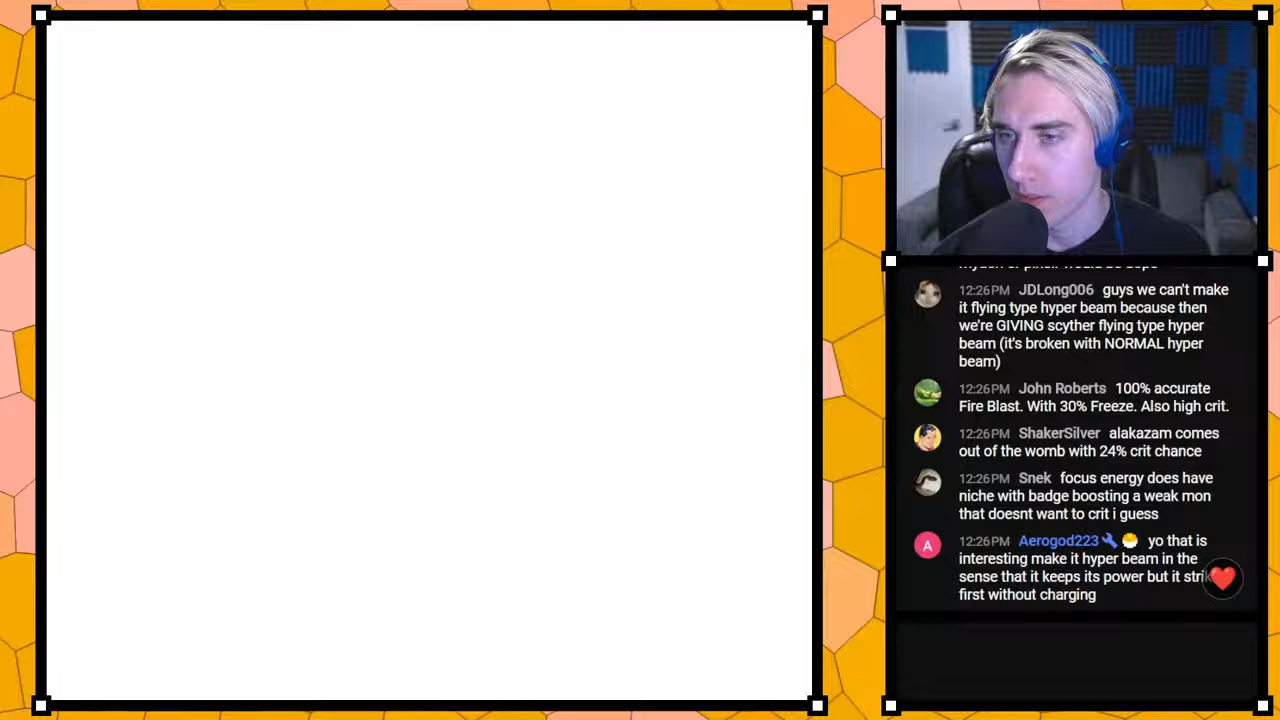 12:26PM JDLong006 guys we can't make
it flying type hyper beam because then
we're GIVING scyther flying type hyper
beam (it's broken with NORMAL hyper
beam)
12:26PM John Roberts 100% accurate
Fire Blast. With 30% Freeze. Also high crit.
12:26PM ShakerSilver alakazam comes
out of the womb with 24% crit chance
12:26PM Snek focus energy does have
niche with badge boosting a weak mon
that doesnt want to crit i guess
A
12:26PM Aerogod223 yo that is
interesting make it hyper beam in the
sense that it keeps its power but it
first without charging